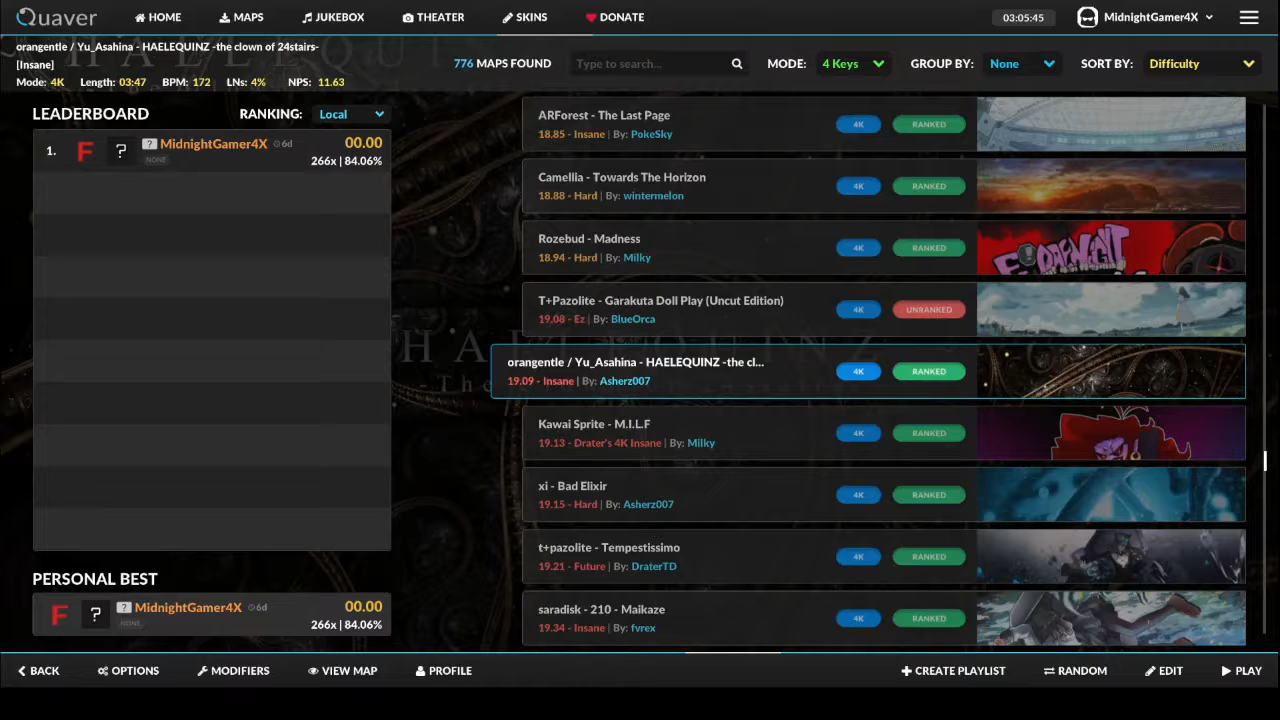 Quaver HOME MAPS JUKEBOX THEATER SKINS DONATE 03:05:45 MidnightGamer4X
orangentle / Yu_Asahina - HAELEQUINZ -the clown of 24stairs-
[Insane]
Mode: 4K Length: 03:47 BPM: 172 LNs: 4% NPS: 11.63
776 MAPS FOUND Type to search... MODE: 4 Keys GROUP BY: None SORT BY: Difficulty
LEADERBOARD RANKING: Local
1. F ? ? MidnightGamer4X 6d 00.00
NONE 266x | 84.06%
ARForest - The Last Page
18.85 - Insane | By: PokeSky
4K RANKED
Camellia - Towards The Horizon
18.88 - Hard | By: wintermelon
4K RANKED
Rozebud - Madness
18.94 - Hard | By: Milky
4K RANKED
T+Pazolite - Garakuta Doll Play (Uncut Edition)
19.08 - Ez | By: BlueOrca
4K UNRANKED
orangentle / Yu_Asahina - HAELEQUINZ -the cl...
19.09 - Insane | By: Asherz007
4K RANKED
Kawai Sprite - M.I.L.F
19.13 - Drater's 4K Insane | By: Milky
4K RANKED
xi - Bad Elixir
19.15 - Hard | By: Asherz007
4K RANKED
t+pazolite - Tempestissimo
19.21 - Future | By: DraterTD
4K RANKED
saradisk - 210 - Maikaze
19.34 - Insane | By: fvrex
4K RANKED
PERSONAL BEST
F ? ? MidnightGamer4X 6d 00.00
NONE 266x | 84.06%
BACK OPTIONS MODIFIERS VIEW MAP PROFILE CREATE PLAYLIST RANDOM EDIT PLAY